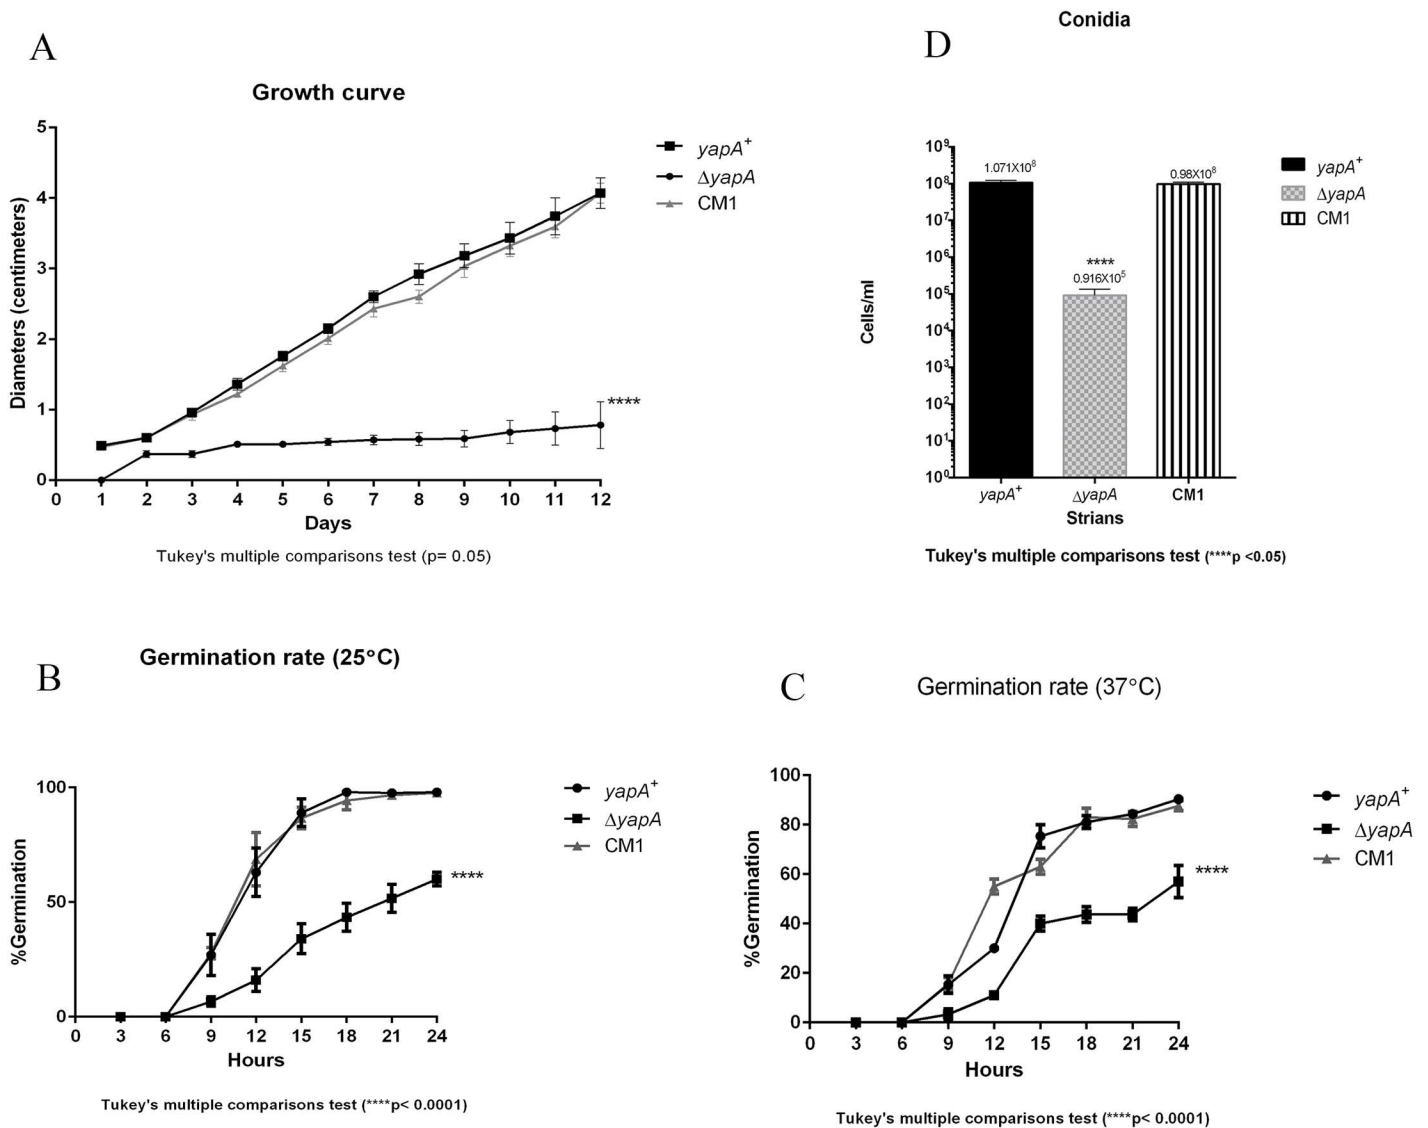 A
Growth curve
Diameters (centimeters)
5
4
3
2
1
0
0 1 2 3 4 5 6 7 8 9 10 11 12
Days
yapA⁺
ΔyapA
CM1
****
Tukey's multiple comparisons test (p= 0.05)
D
Conidia
Cells/ml
10⁹
10⁸
10⁷
10⁶
10⁵
10⁴
10³
10²
10¹
10⁰
1.071X10⁸
****
0.916X10⁵
0.98X10⁸
yapA⁺ ΔyapA CM1
Strians
yapA⁺
ΔyapA
CM1
Tukey's multiple comparisons test (****p <0.05)
B
Germination rate (25°C)
%Germination
100
50
0
0 3 6 9 12 15 18 21 24
Hours
yapA⁺
ΔyapA
CM1
****
Tukey's multiple comparisons test (****p< 0.0001)
C
Germination rate (37°C)
%Germination
100
80
60
40
20
0
0 3 6 9 12 15 18 21 24
Hours
yapA⁺
ΔyapA
CM1
****
Tukey's multiple comparisons test (****p< 0.0001)